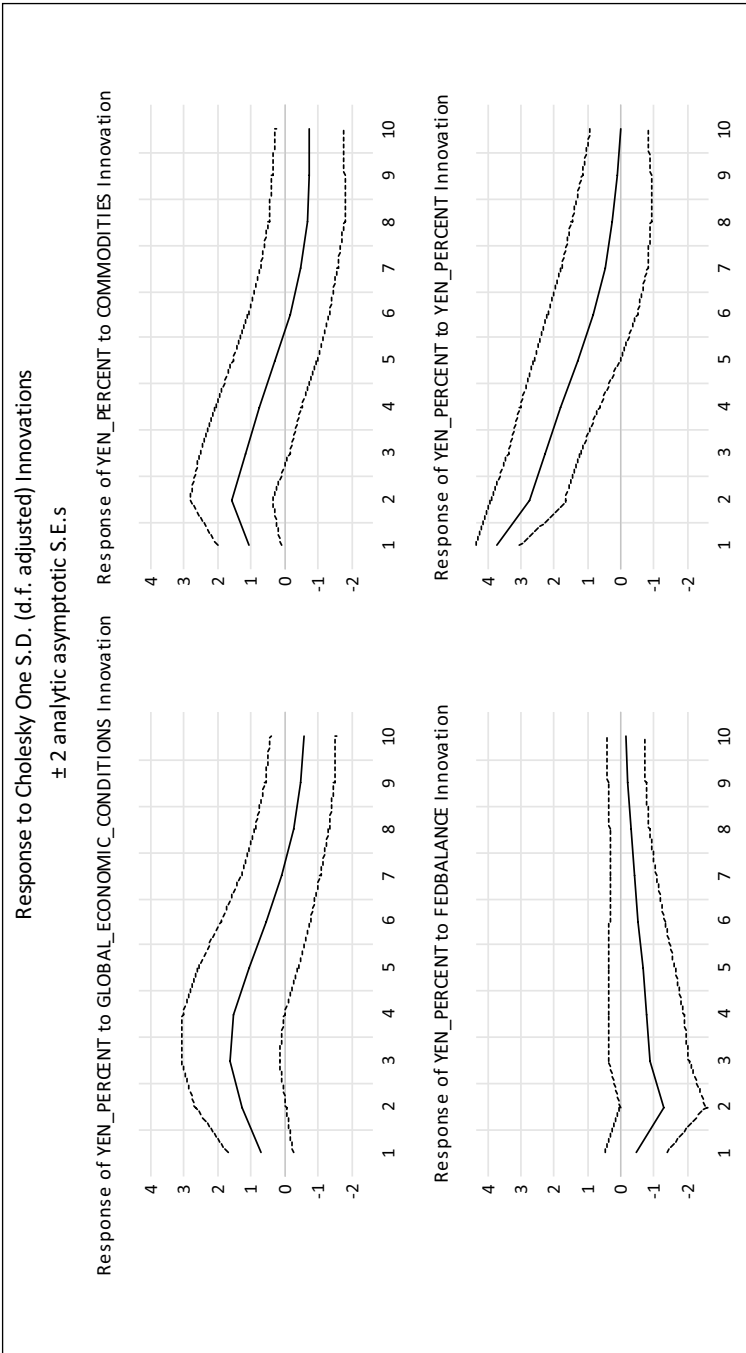 Response to Cholesky One S.D. (d.f. adjusted) Innovations
± 2 analytic asymptotic S.E.s
Response of YEN_PERCENT to GLOBAL_ECONOMIC_CONDITIONS Innovation
4
3
2
1
0
-1
-2
1 2 3 4 5 6 7 8 9 10
Response of YEN_PERCENT to COMMODITIES Innovation
4
3
2
1
0
-1
-2
1 2 3 4 5 6 7 8 9 10
Response of YEN_PERCENT to FEDBALANCE Innovation
4
3
2
1
0
-1
-2
1 2 3 4 5 6 7 8 9 10
Response of YEN_PERCENT to YEN_PERCENT Innovation
4
3
2
1
0
-1
-2
1 2 3 4 5 6 7 8 9 10